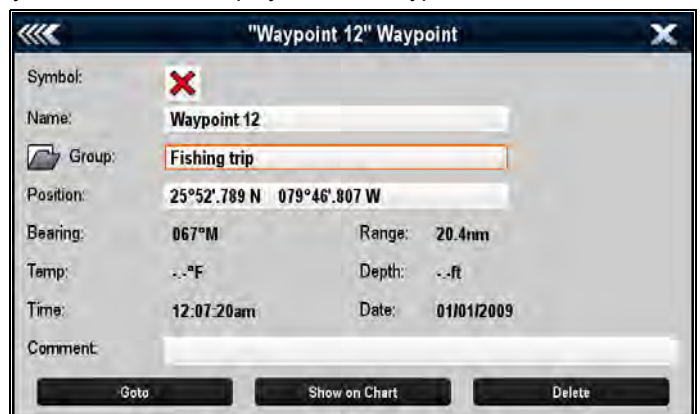 "Waypoint 12" Waypoint
Symbol:
Name: Waypoint 12
Group: Fishing trip
Position: 25°52'.789 N 079°46'.807 W
Bearing: 067°M Range: 20.4nm
Temp: -.-°F Depth: -.-ft
Time: 12:07:20am Date: 01/01/2009
Comment:
Goto Show on Chart Delete